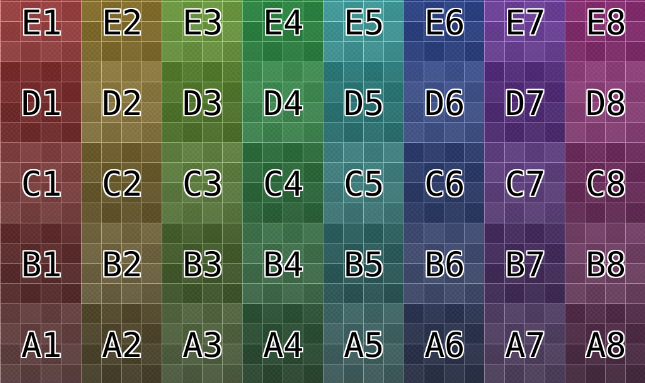 E1 E2 E3 E4 E5 E6 E7 E8
D1 D2 D3 D4 D5 D6 D7 D8
C1 C2 C3 C4 C5 C6 C7 C8
B1 B2 B3 B4 B5 B6 B7 B8
A1 A2 A3 A4 A5 A6 A7 A8